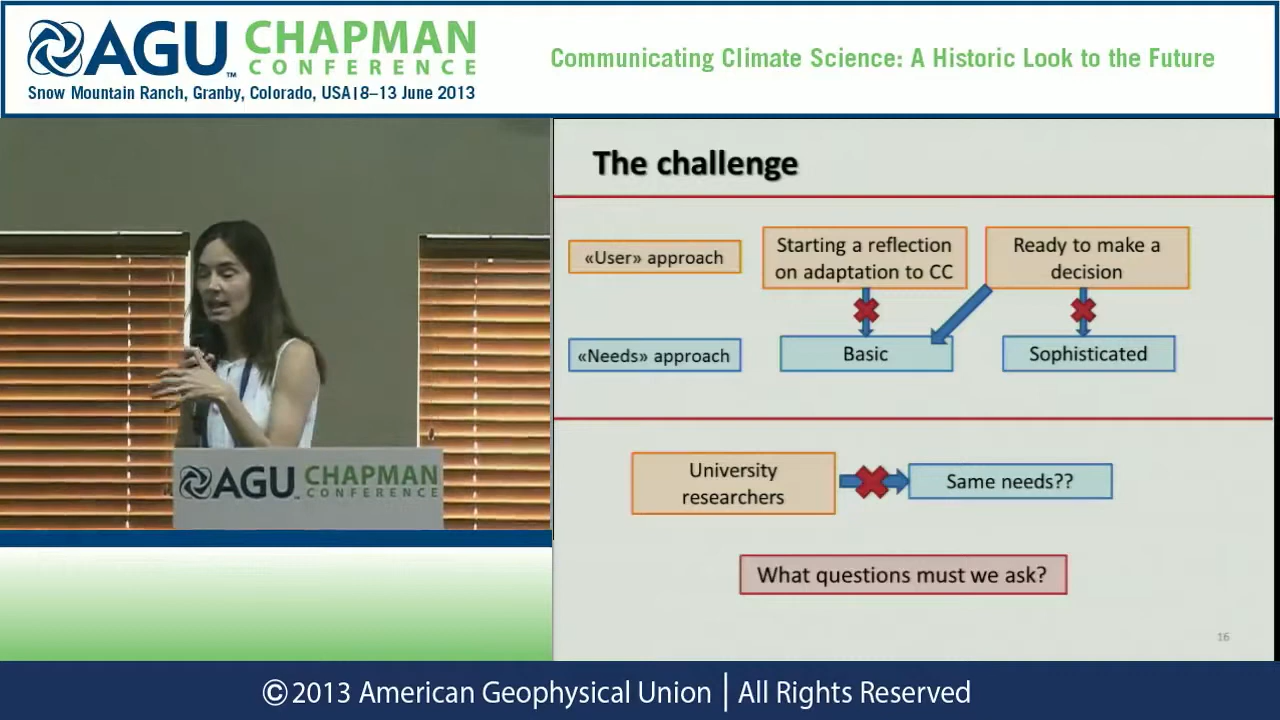 AGU CHAPMAN
CONFERENCE
™
Snow Mountain Ranch, Granby, Colorado, USA|8–13 June 2013
Communicating Climate Science: A Historic Look to the Future
The challenge
«User» approach
Starting a reflection
on adaptation to CC
Ready to make a
decision
«Needs» approach
Basic
Sophisticated
University
researchers
Same needs??
What questions must we ask?
16
AGU CHAPMAN
CONFERENCE
©2013 American Geophysical Union | All Rights Reserved